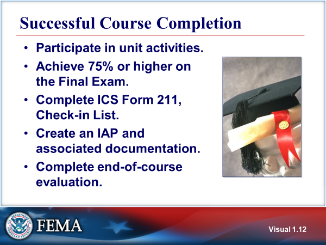 Successful Course Completion
• Participate in unit activities.
• Achieve 75% or higher on
the Final Exam.
• Complete ICS Form 211,
Check-in List.
• Create an IAP and
associated documentation.
• Complete end-of-course
evaluation.
FEMA
Visual 1.12